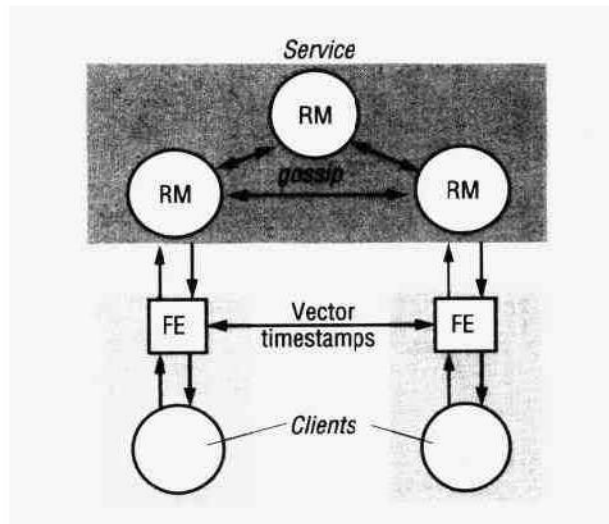 Service
RM
gossip
RM
RM
FE
Vector
timestamps
FE
Clients